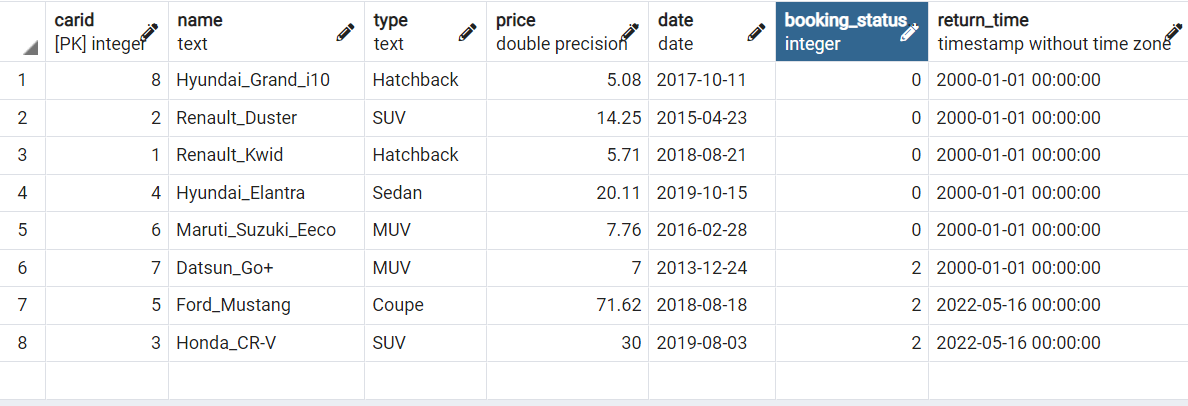 carid name type price date booking_status return_time
[PK] integer text text double precision date integer timestamp without time zone
1 8 Hyundai_Grand_i10 Hatchback 5.08 2017-10-11 0 2000-01-01 00:00:00
2 2 Renault_Duster SUV 14.25 2015-04-23 0 2000-01-01 00:00:00
3 1 Renault_Kwid Hatchback 5.71 2018-08-21 0 2000-01-01 00:00:00
4 4 Hyundai_Elantra Sedan 20.11 2019-10-15 0 2000-01-01 00:00:00
5 6 Maruti_Suzuki_Eeco MUV 7.76 2016-02-28 0 2000-01-01 00:00:00
6 7 Datsun_Go+ MUV 7 2013-12-24 2 2000-01-01 00:00:00
7 5 Ford_Mustang Coupe 71.62 2018-08-18 2 2022-05-16 00:00:00
8 3 Honda_CR-V SUV 30 2019-08-03 2 2022-05-16 00:00:00